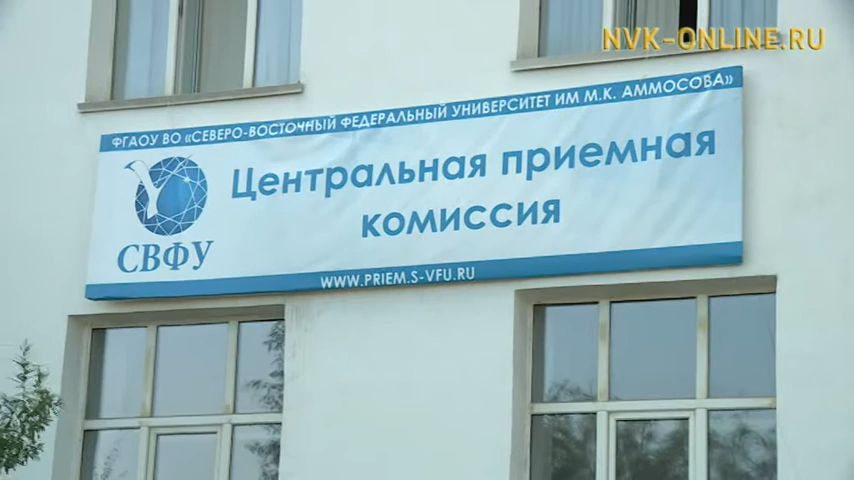 NVK-ONLINE.RU
ФГАОУ ВО «СЕВЕРО-ВОСТОЧНЫЙ ФЕДЕРАЛЬНЫЙ УНИВЕРСИТЕТ ИМ М.К. АММОСОВА»
Центральная приемная
комиссия
СВФУ
WWW.PRIEM.S-VFU.RU